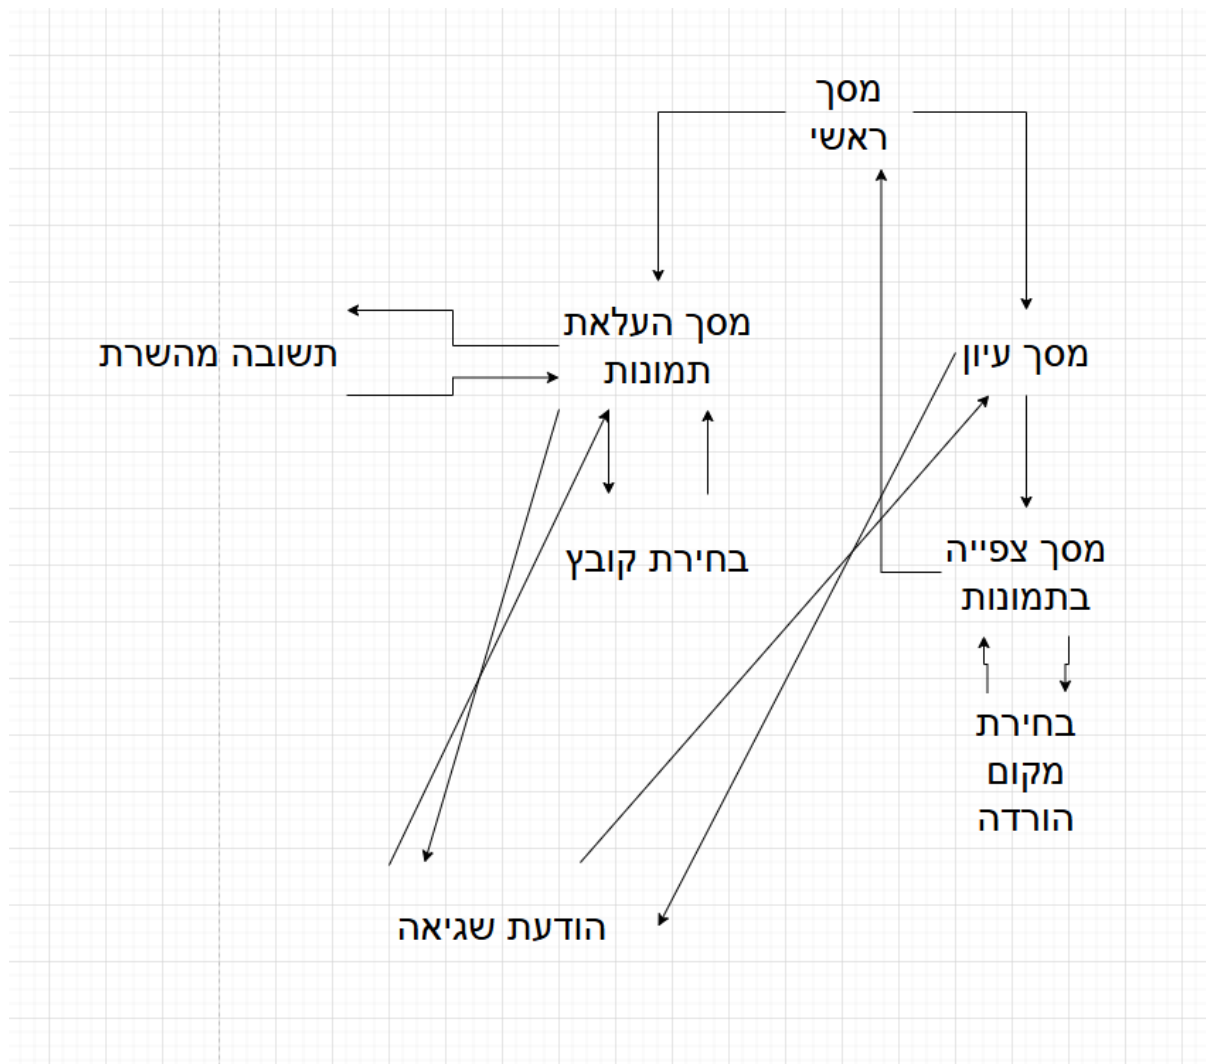 מסך
ראשי
מסך העלאת
תמונות
תשובה מהשרת
מסך עיון
בחירת קובץ
מסך צפייה
בתמונות
בחירת
מקום
הורדה
הודעת שגיאה